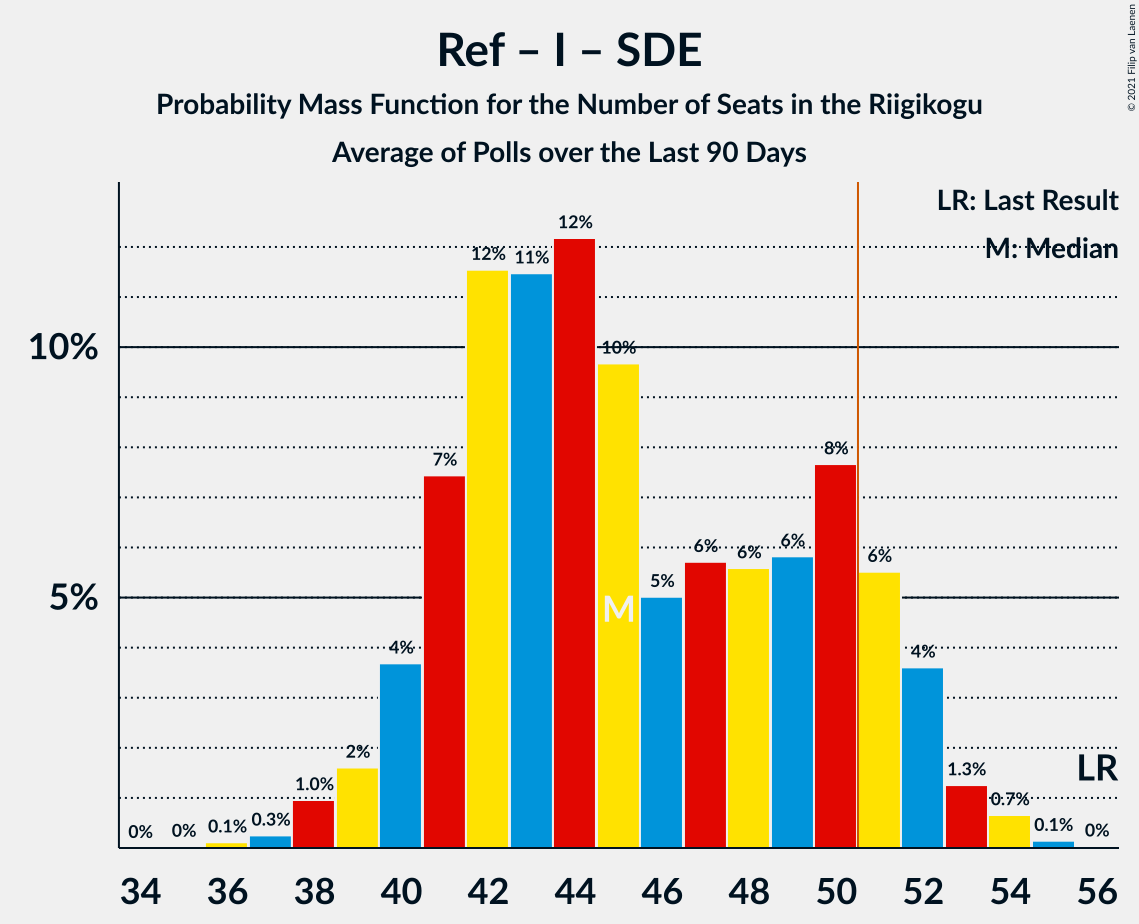 Ref – I – SDE
Probability Mass Function for the Number of Seats in the Riigikogu
Average of Polls over the Last 90 Days
© 2021 Filip van Laenen
LR: Last Result
M: Median
10%
5%
0%
0%
0.1%
0.3%
1.0%
2%
4%
7%
12%
11%
12%
10%
5%
6%
6%
6%
8%
6%
4%
1.3%
0.7%
0.1%
0%
M
LR
34 36 38 40 42 44 46 48 50 52 54 56